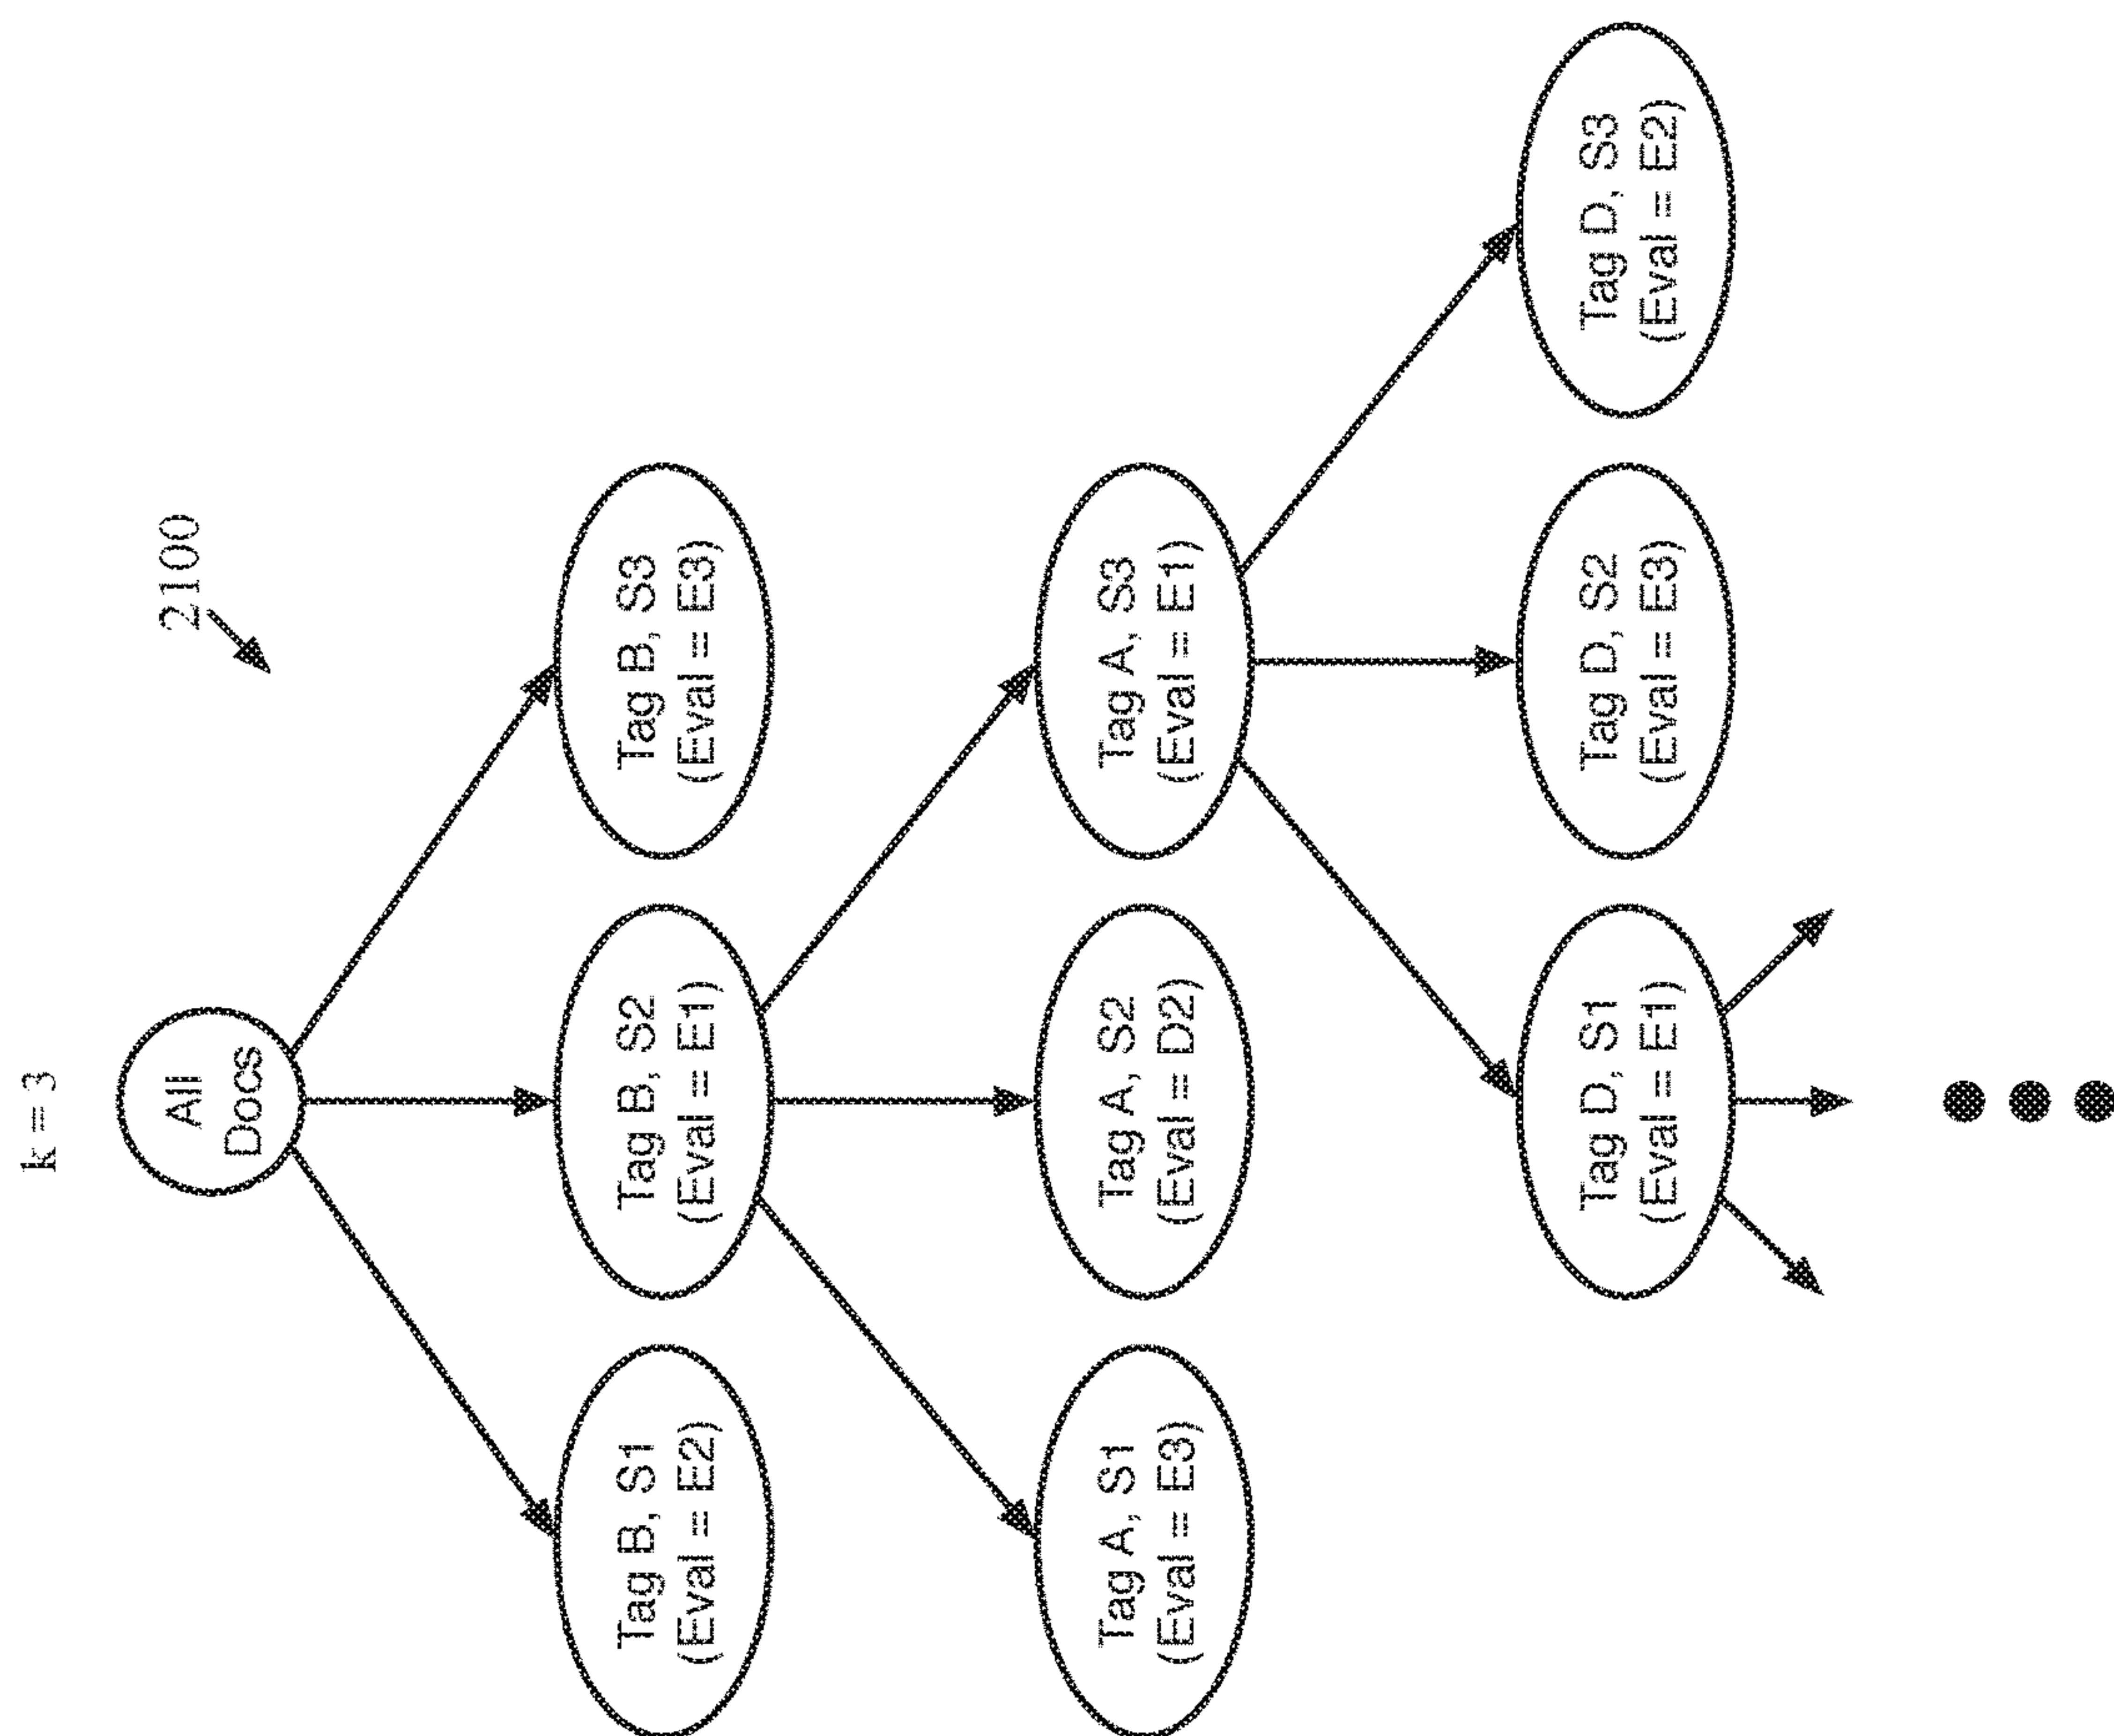 k = 3
2100
All
Docs
Tag B, S1
(Eval = E2)
Tag B, S2
(Eval = E1)
Tag B, S3
(Eval = E3)
Tag A, S1
(Eval = E3)
Tag A, S2
(Eval = D2)
Tag A, S3
(Eval = E1)
Tag D, S1
(Eval = E1)
Tag D, S2
(Eval = E3)
Tag D, S3
(Eval = E2)